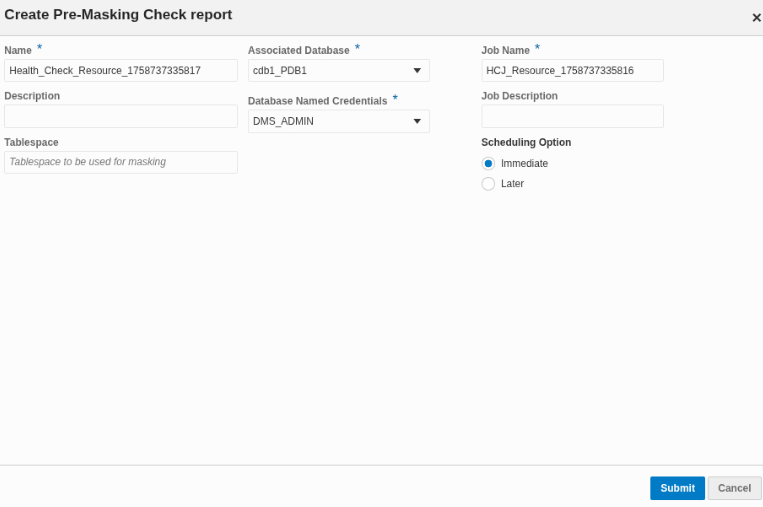 Create Pre-Masking Check report
×
Name *
Health_Check_Resource_1758737335817
Description
Tablespace
Tablespace to be used for masking
Associated Database *
cdb1_PDB1
Database Named Credentials *
DMS_ADMIN
Job Name *
HCJ_Resource_1758737335816
Job Description
Scheduling Option
Immediate
Later
Submit
Cancel